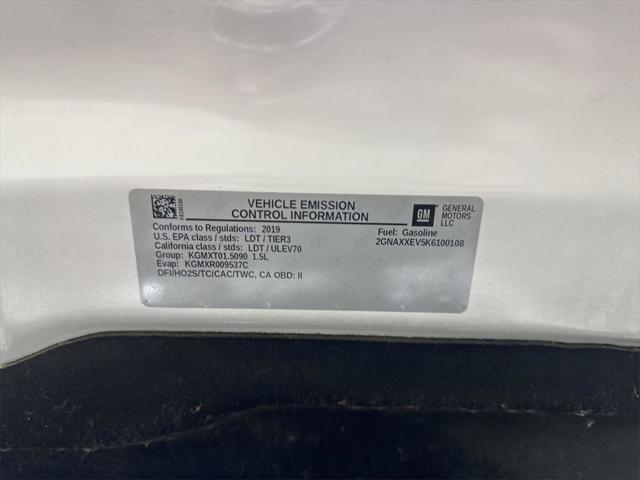 VEHICLE EMISSION
CONTROL INFORMATION
GM
GENERAL
MOTORS
LLC
Conforms to Regulations: 2019
Fuel: Gasoline
U.S. EPA class / stds: LDT / TIER3
2GNAXXEV5K6100108
California class / stds: LDT / ULEV70
Group: KGMXT01.5090 1.5L
Evap: KGMXR009537C
DFI/HO2S/TC/CAC/TWC, CA OBD: II